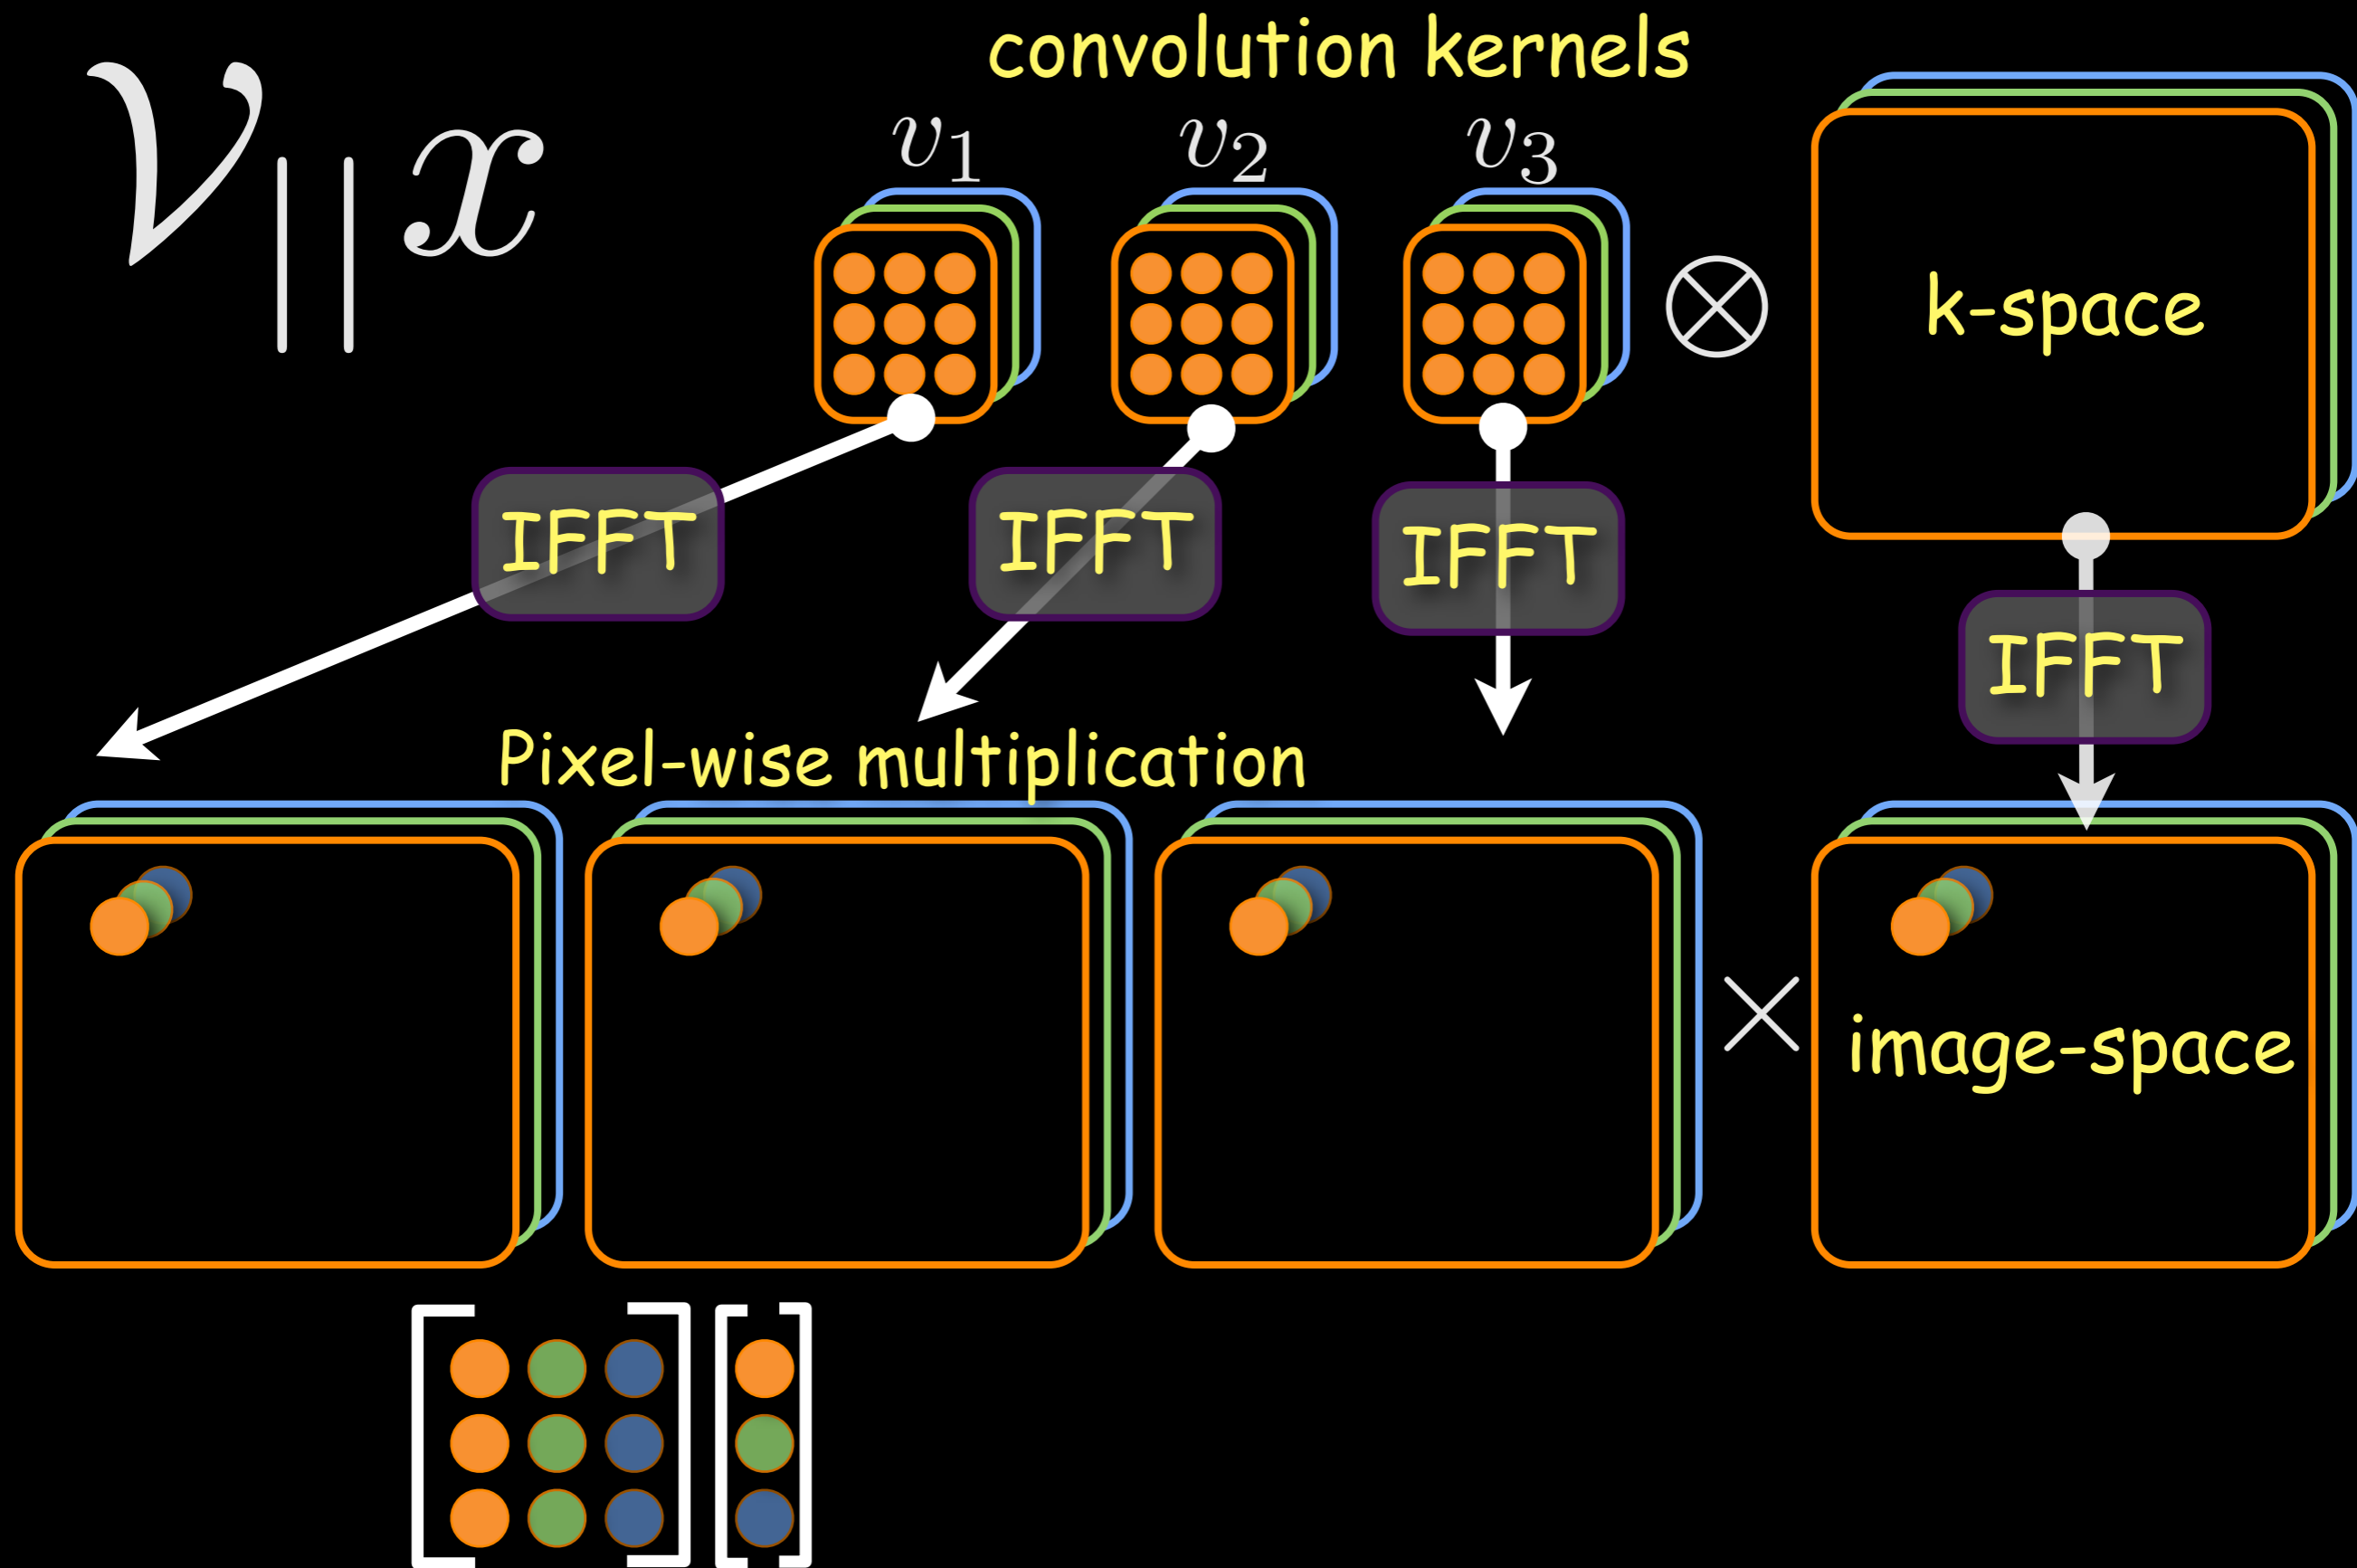 convolution kernels
𝒱|| x
v1 v2 v3
⊗
k-space
IFFT IFFT IFFT
IFFT
Pixel-wise multiplication
×
image-space